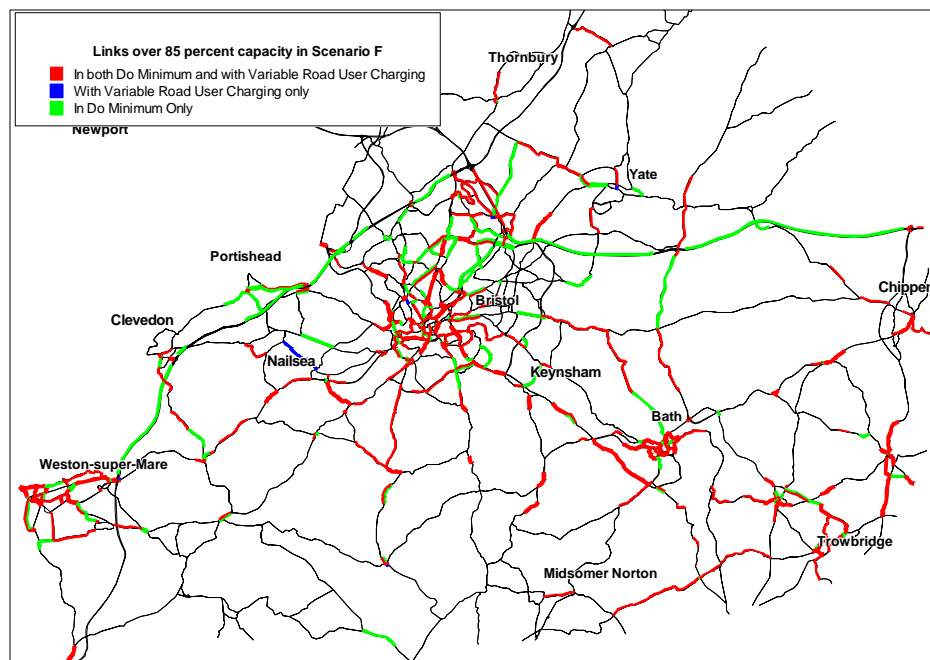 Links over 85 percent capacity in Scenario F
In both Do Minimum and with Variable Road User Charging
With Variable Road User Charging only
In Do Minimum Only
Thornbury
Newport
Yate
Portishead
Chippen
Clevedon
Bristol
Nailsea
Keynsham
Bath
Weston-super-Mare
Trowbridge
Midsomer Norton